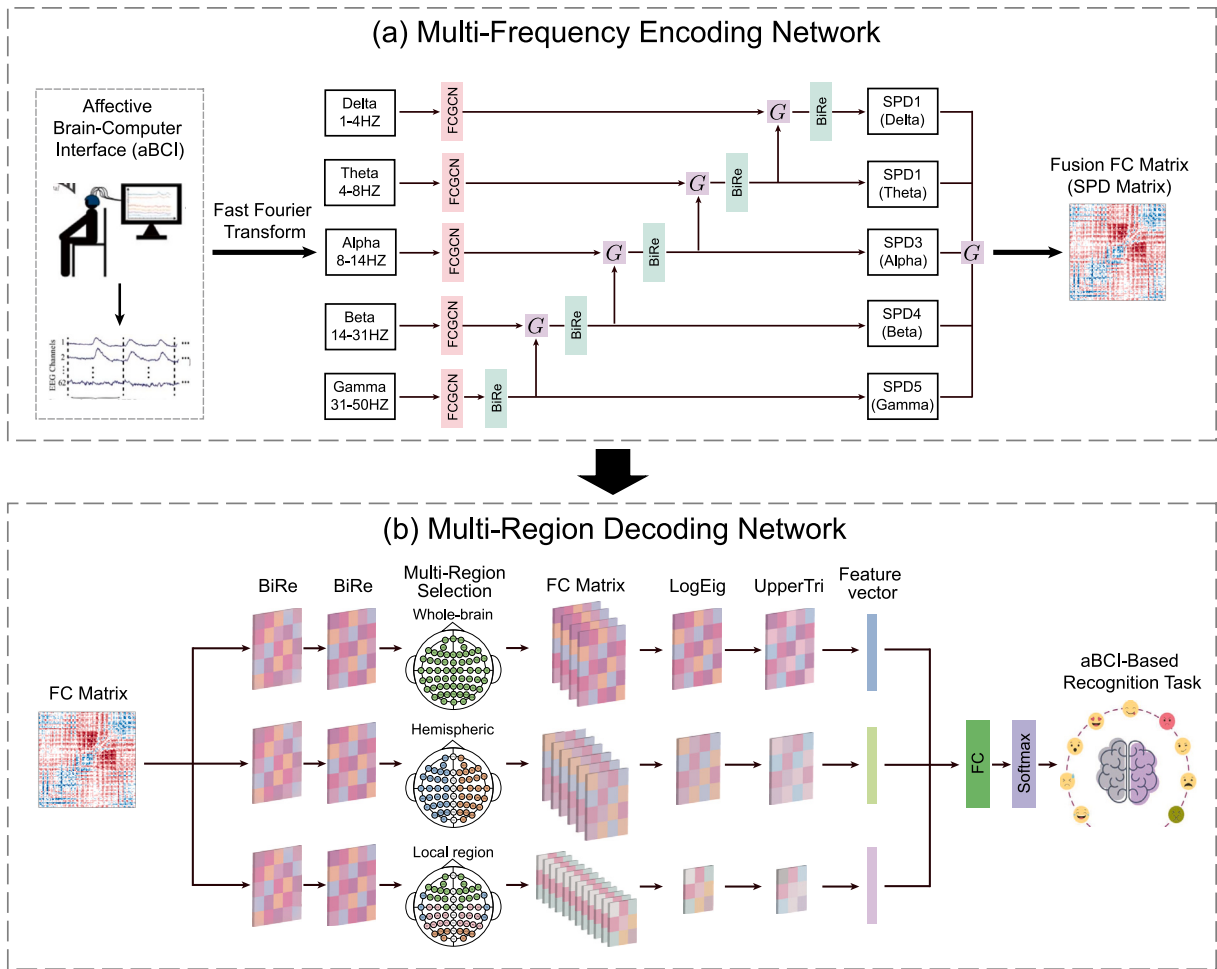 (a) Multi-Frequency Encoding Network
Affective
Brain-Computer
Interface (aBCI)
EEG Channels
1
2
62
Fast Fourier
Transform
Delta
1-4HZ
FCGCN
G
BiRe
SPD1
(Delta)
Theta
4-8HZ
FCGCN
G
BiRe
SPD1
(Theta)
Alpha
8-14HZ
FCGCN
G
BiRe
SPD3
(Alpha)
Beta
14-31HZ
FCGCN
G
BiRe
SPD4
(Beta)
Gamma
31-50HZ
FCGCN
BiRe
SPD5
(Gamma)
G
Fusion FC Matrix
(SPD Matrix)
(b) Multi-Region Decoding Network
FC Matrix
BiRe
BiRe
Multi-Region
Selection
FC Matrix
LogEig
UpperTri
Feature
vector
Whole-brain
Hemispheric
Local region
FC
Softmax
aBCI-Based
Recognition Task